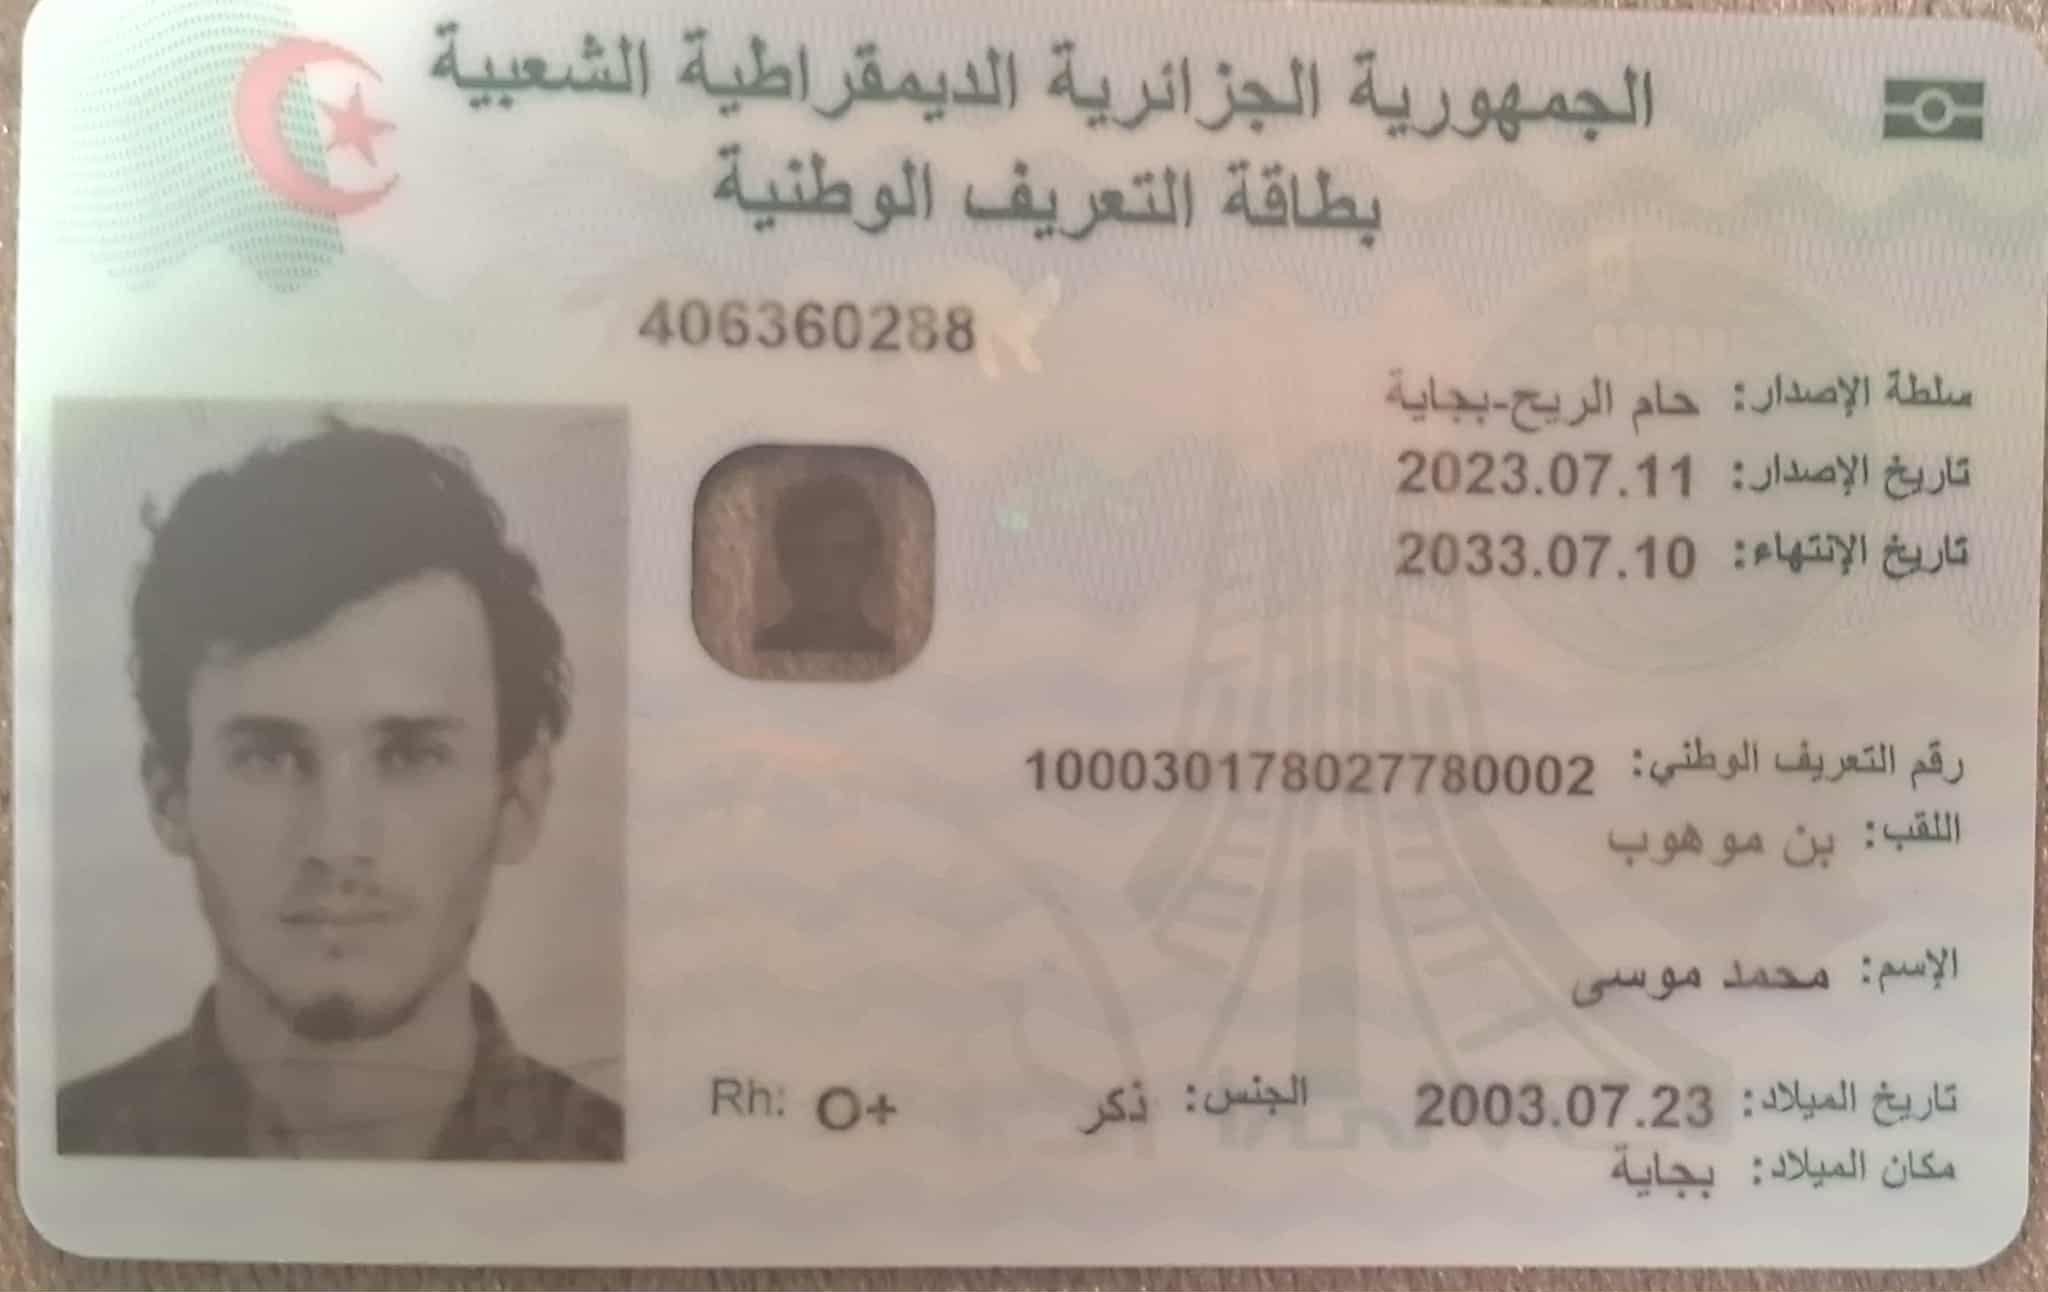 الجمهورية الجزائرية الديمقراطية الشعبية
بطاقة التعريف الوطنية
406360288
سلطة الإصدار: حام الريح-بجاية
تاريخ الإصدار: 2023.07.11
تاريخ الإنتهاء: 2033.07.10
رقم التعريف الوطني: 100030178027780002
اللقب: بن موهوب
الإسم: محمد موسى
تاريخ الميلاد: 2003.07.23 الجنس: ذكر Rh: O+
مكان الميلاد: بجاية